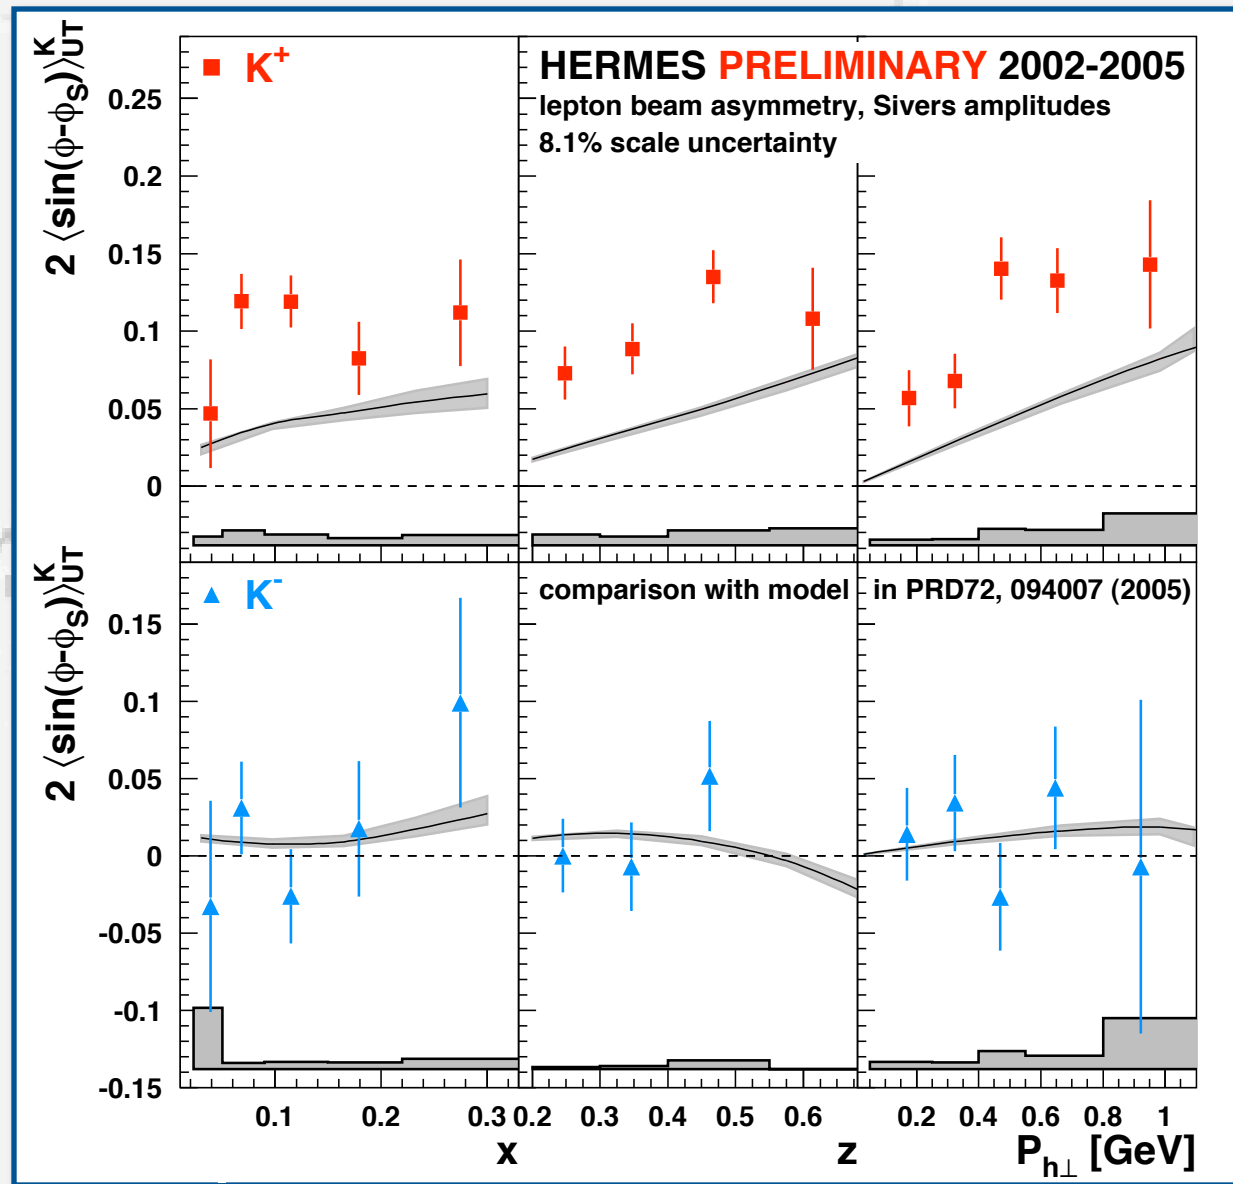 2 ⟨sin(ϕ-ϕS)⟩UT K
K+
HERMES PRELIMINARY 2002-2005
lepton beam asymmetry, Sivers amplitudes
8.1% scale uncertainty
0.25
0.2
0.15
0.1
0.05
0
2 ⟨sin(ϕ-ϕS)⟩UT K
K-
comparison with model
in PRD72, 094007 (2005)
0.15
0.1
0.05
0
-0.05
-0.1
-0.15
0.1 0.2 0.3
0.2 0.3 0.4 0.5 0.6
0.2 0.4 0.6 0.8 1
x
z
Ph⊥ [GeV]